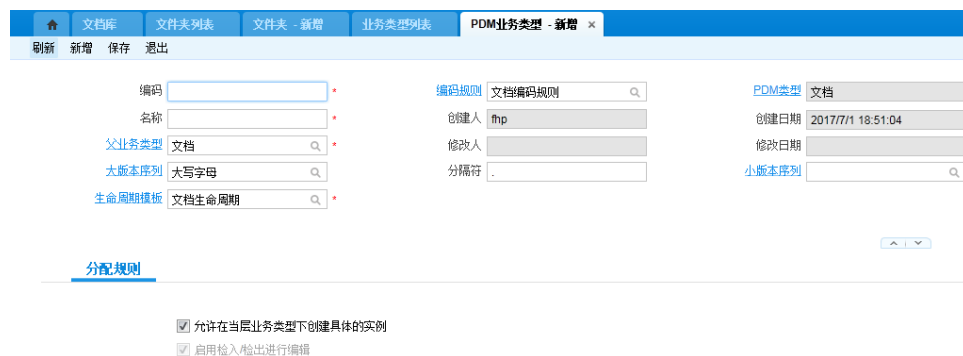 文档库 文件夹列表 文件夹 - 新增 业务类型列表 PDM业务类型 - 新增 ×
刷新 新增 保存 退出
编码 * 编码规则 文档编码规则 PDM类型 文档
名称 * 创建人 fhp 创建日期 2017/7/1 18:51:04
父业务类型 文档 * 修改人 修改日期
大版本序列 大写字母 分隔符 . 小版本序列
生命周期模板 文档生命周期 *
分配规则
允许在当层业务类型下创建具体的实例
启用检入/检出进行编辑